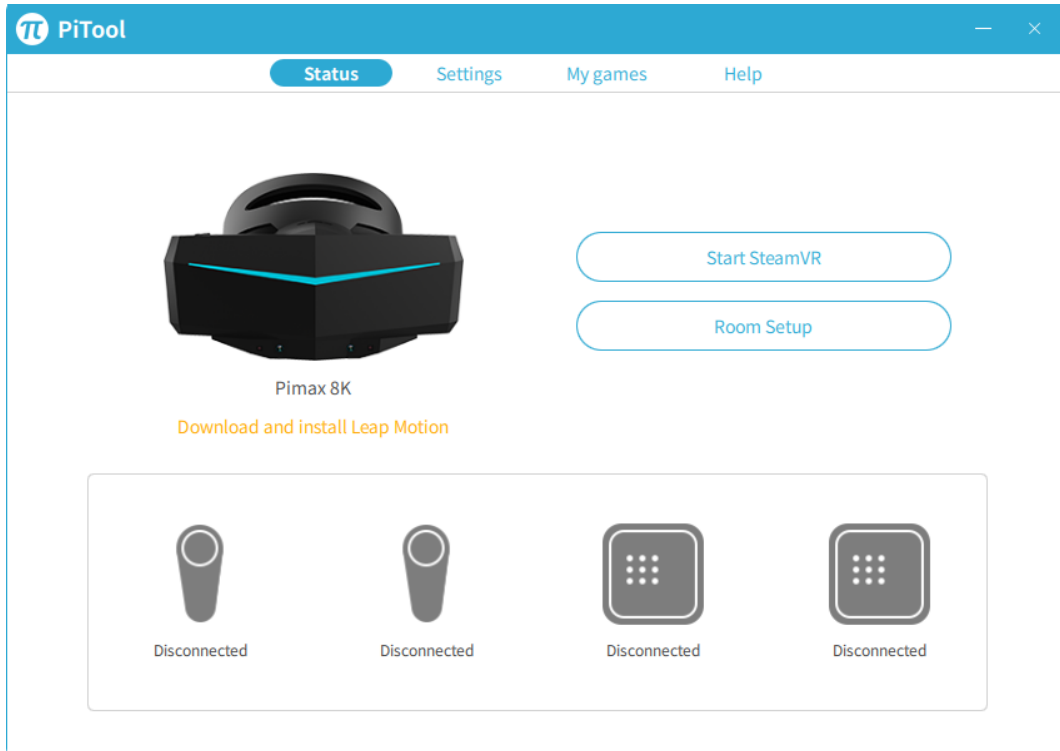 π PiTool
Status Settings My games Help
Start SteamVR
Room Setup
Pimax 8K
Download and install Leap Motion
Disconnected Disconnected Disconnected Disconnected